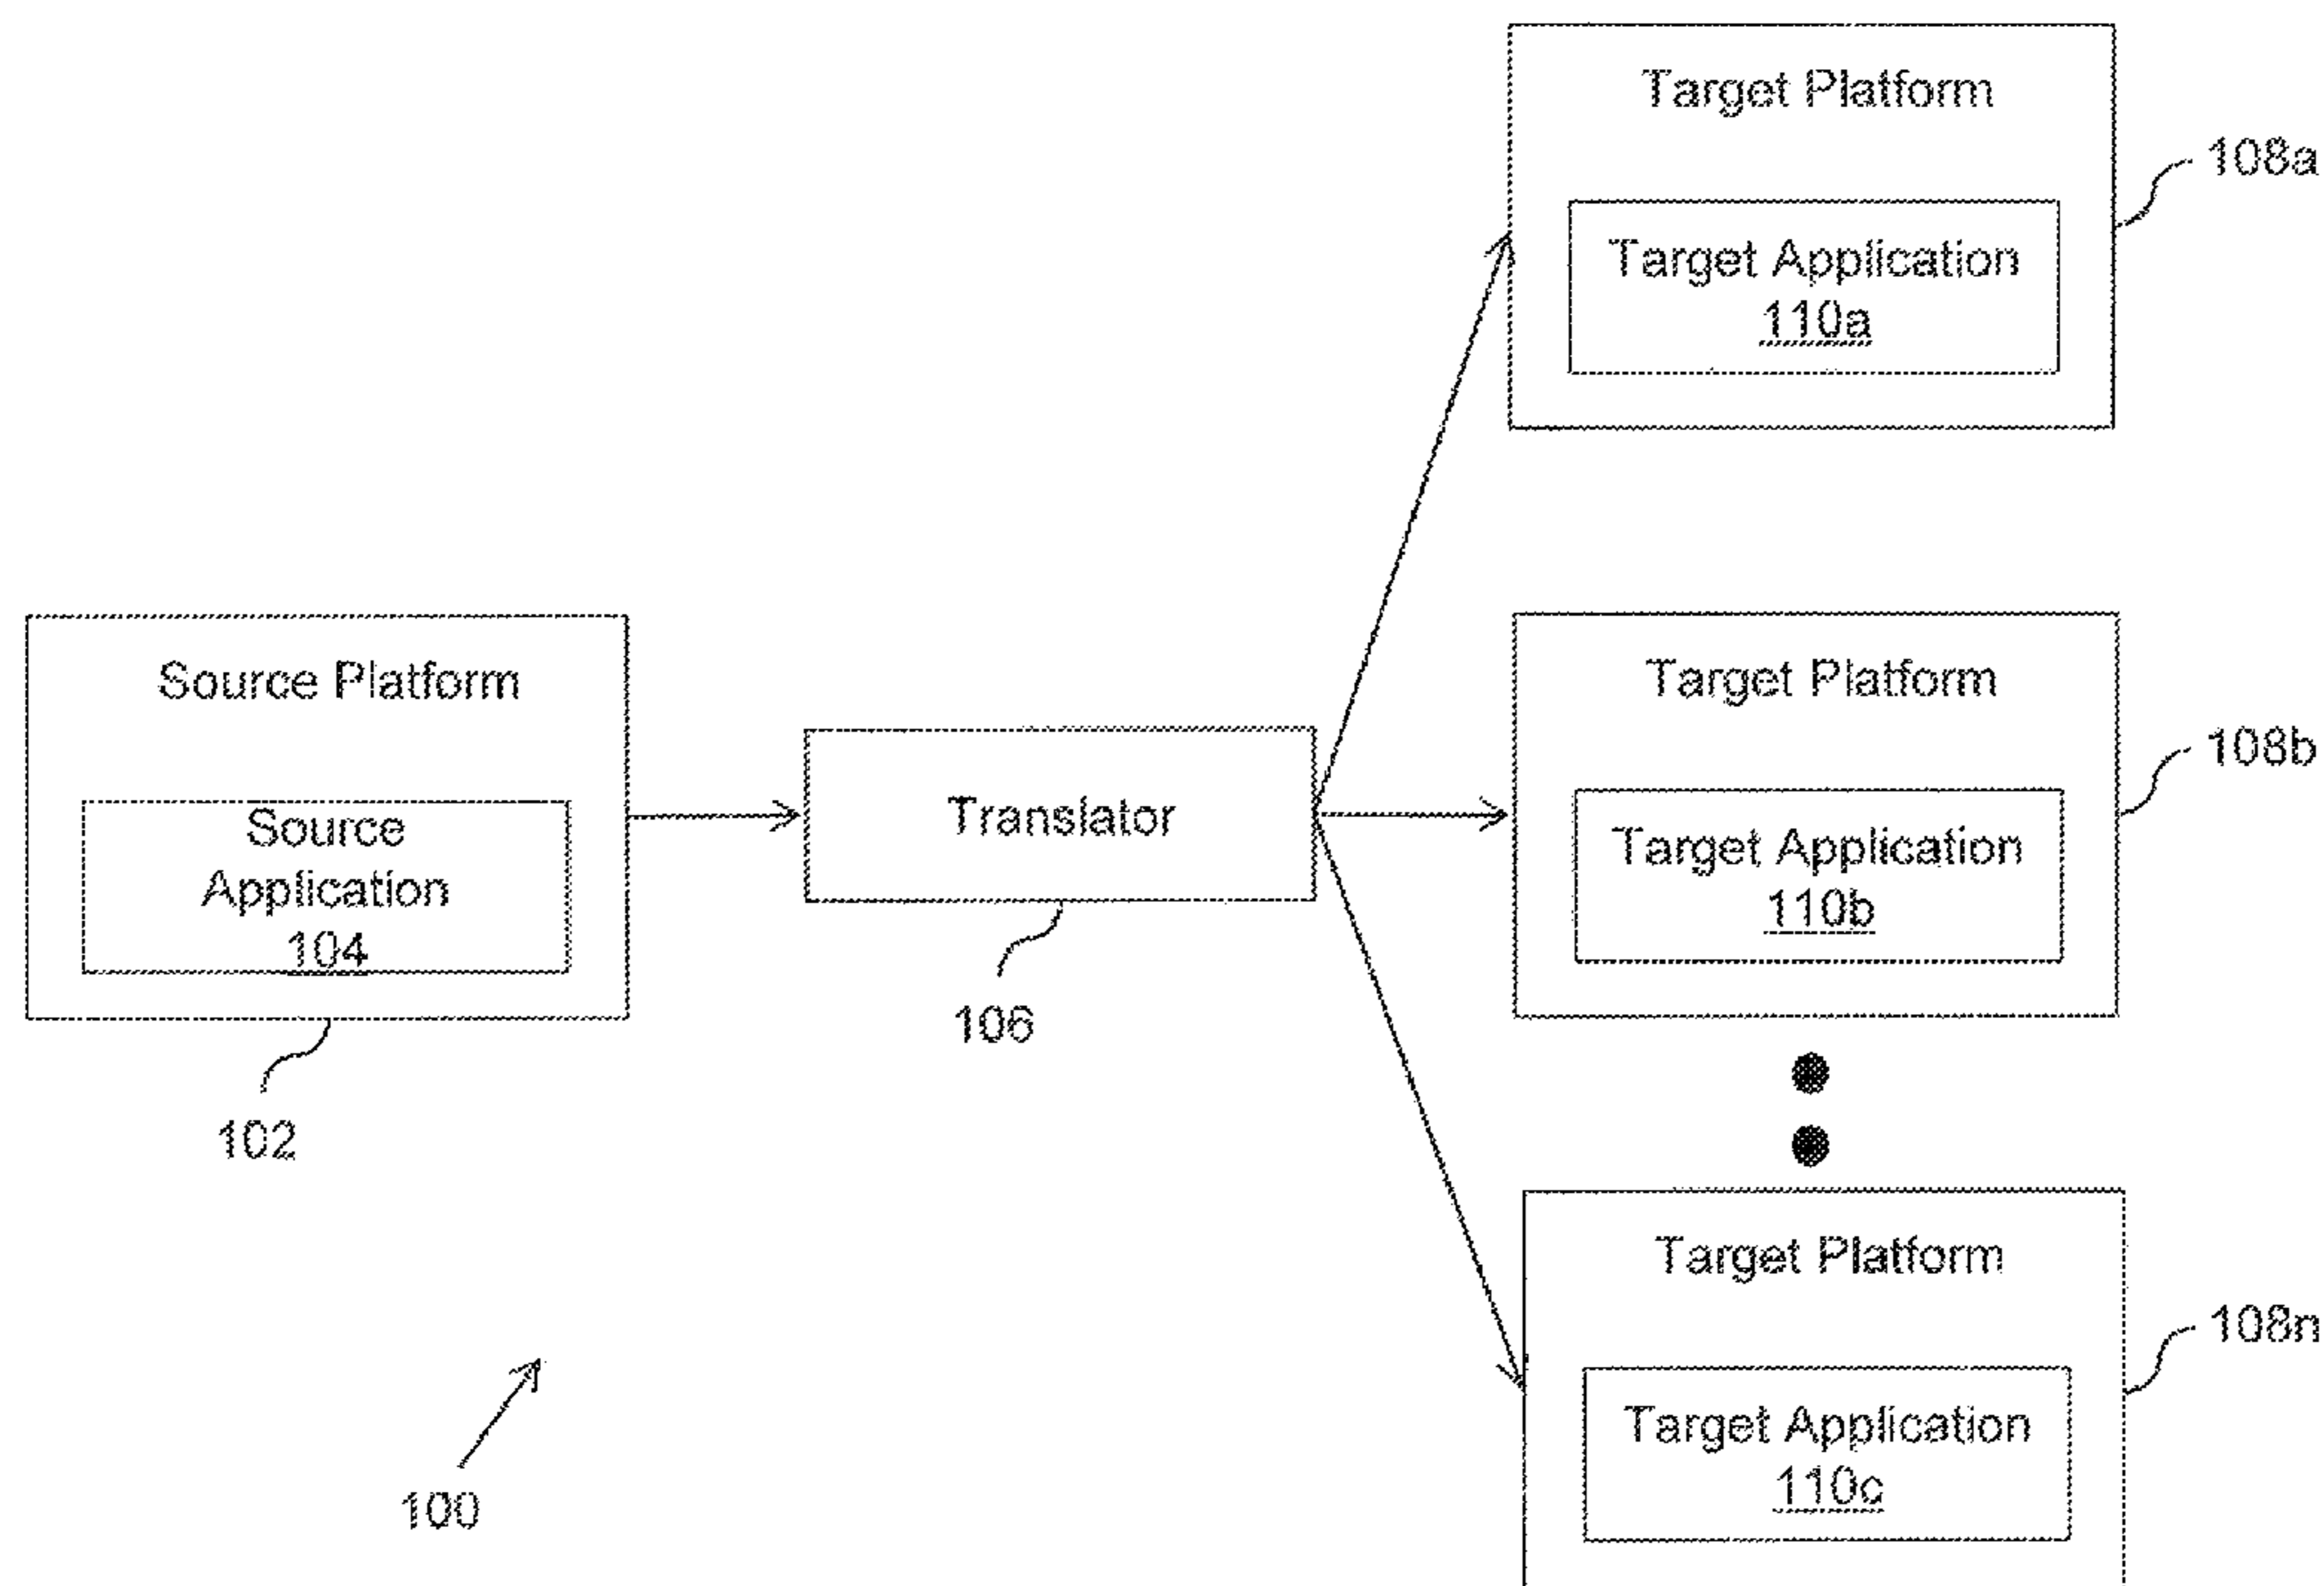 Target Platform
108a
Target Application
110a
Source Platform
Source
Application
104
102
Translator
106
Target Platform
108b
Target Application
110b
Target Platform
108n
Target Application
110c
100